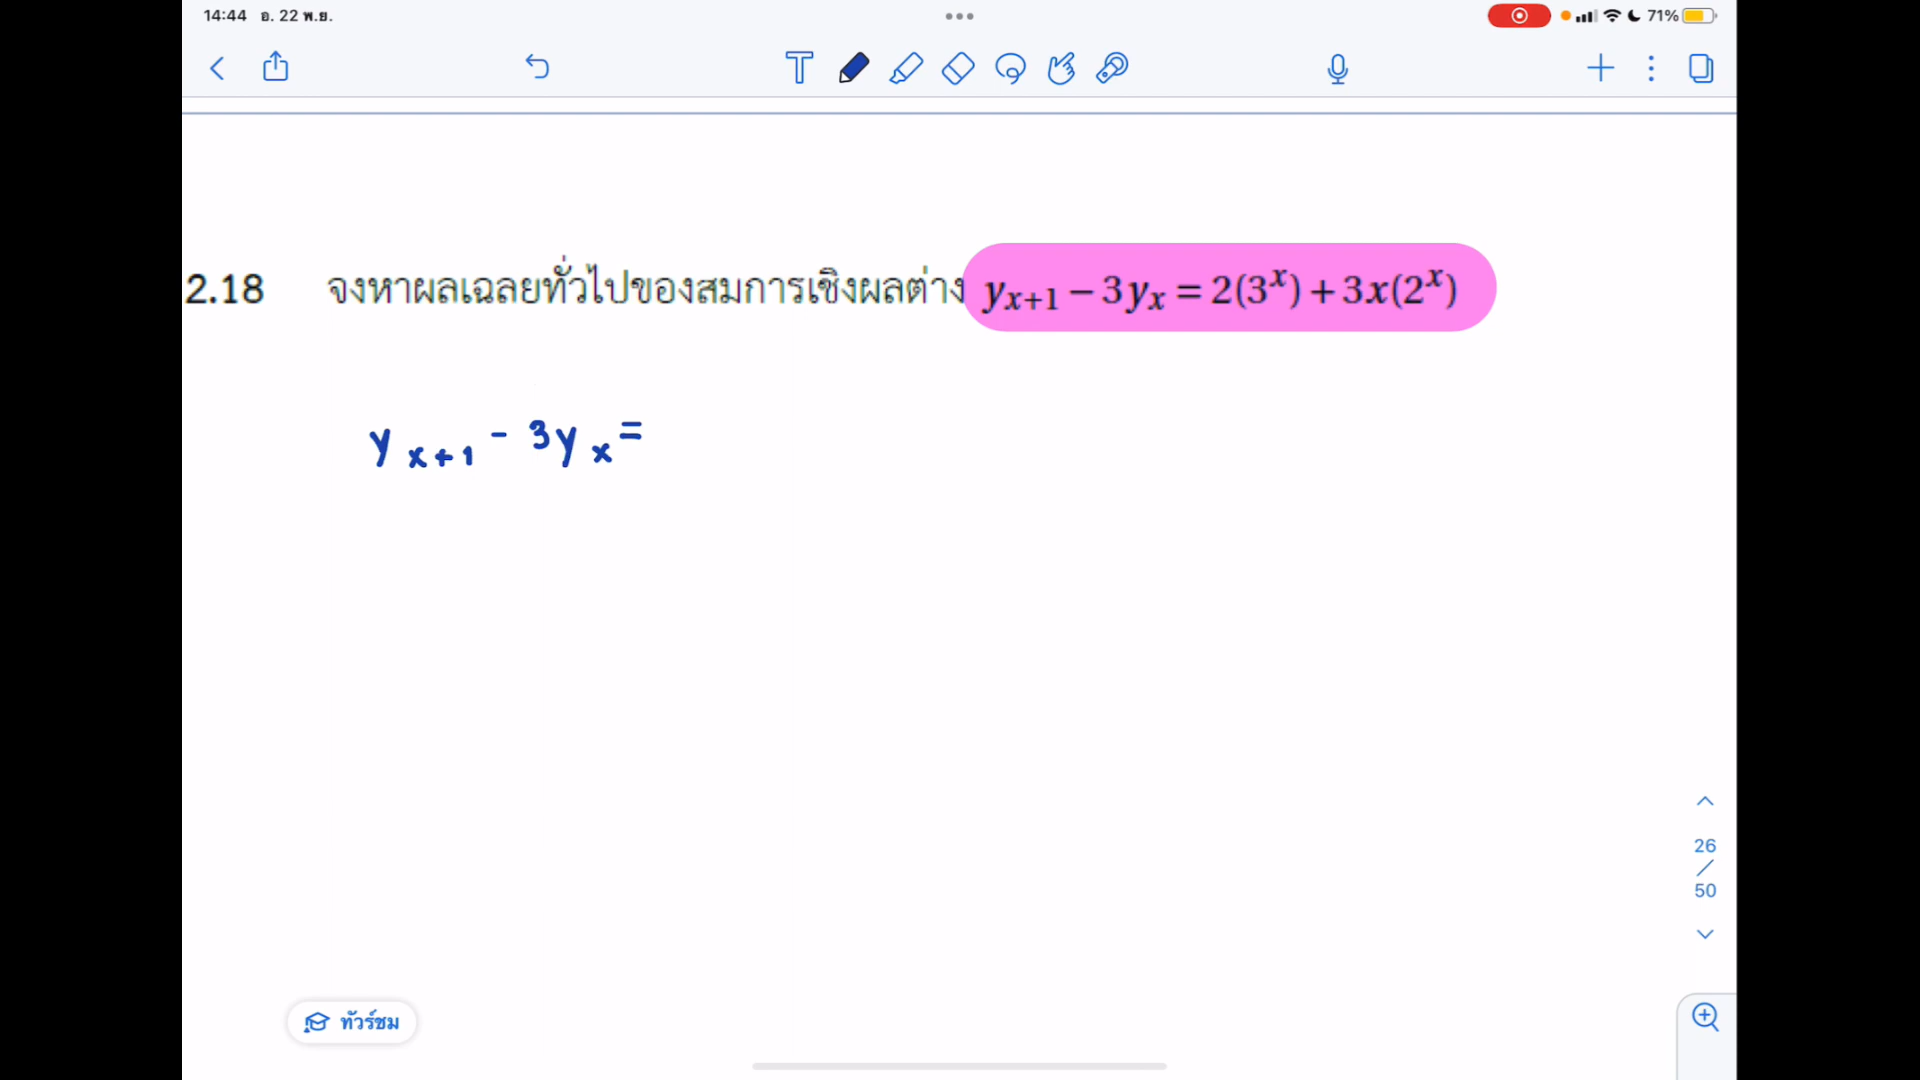 14:44 อ. 22 พ.ย.
71%
2.18 จงหาผลเฉลยทั่วไปของสมการเชิงผลต่าง yₓ₊₁ − 3yₓ = 2(3ˣ) + 3x(2ˣ)
yₓ₊₁ - 3yₓ =
26
/
50
ทัวร์ชม